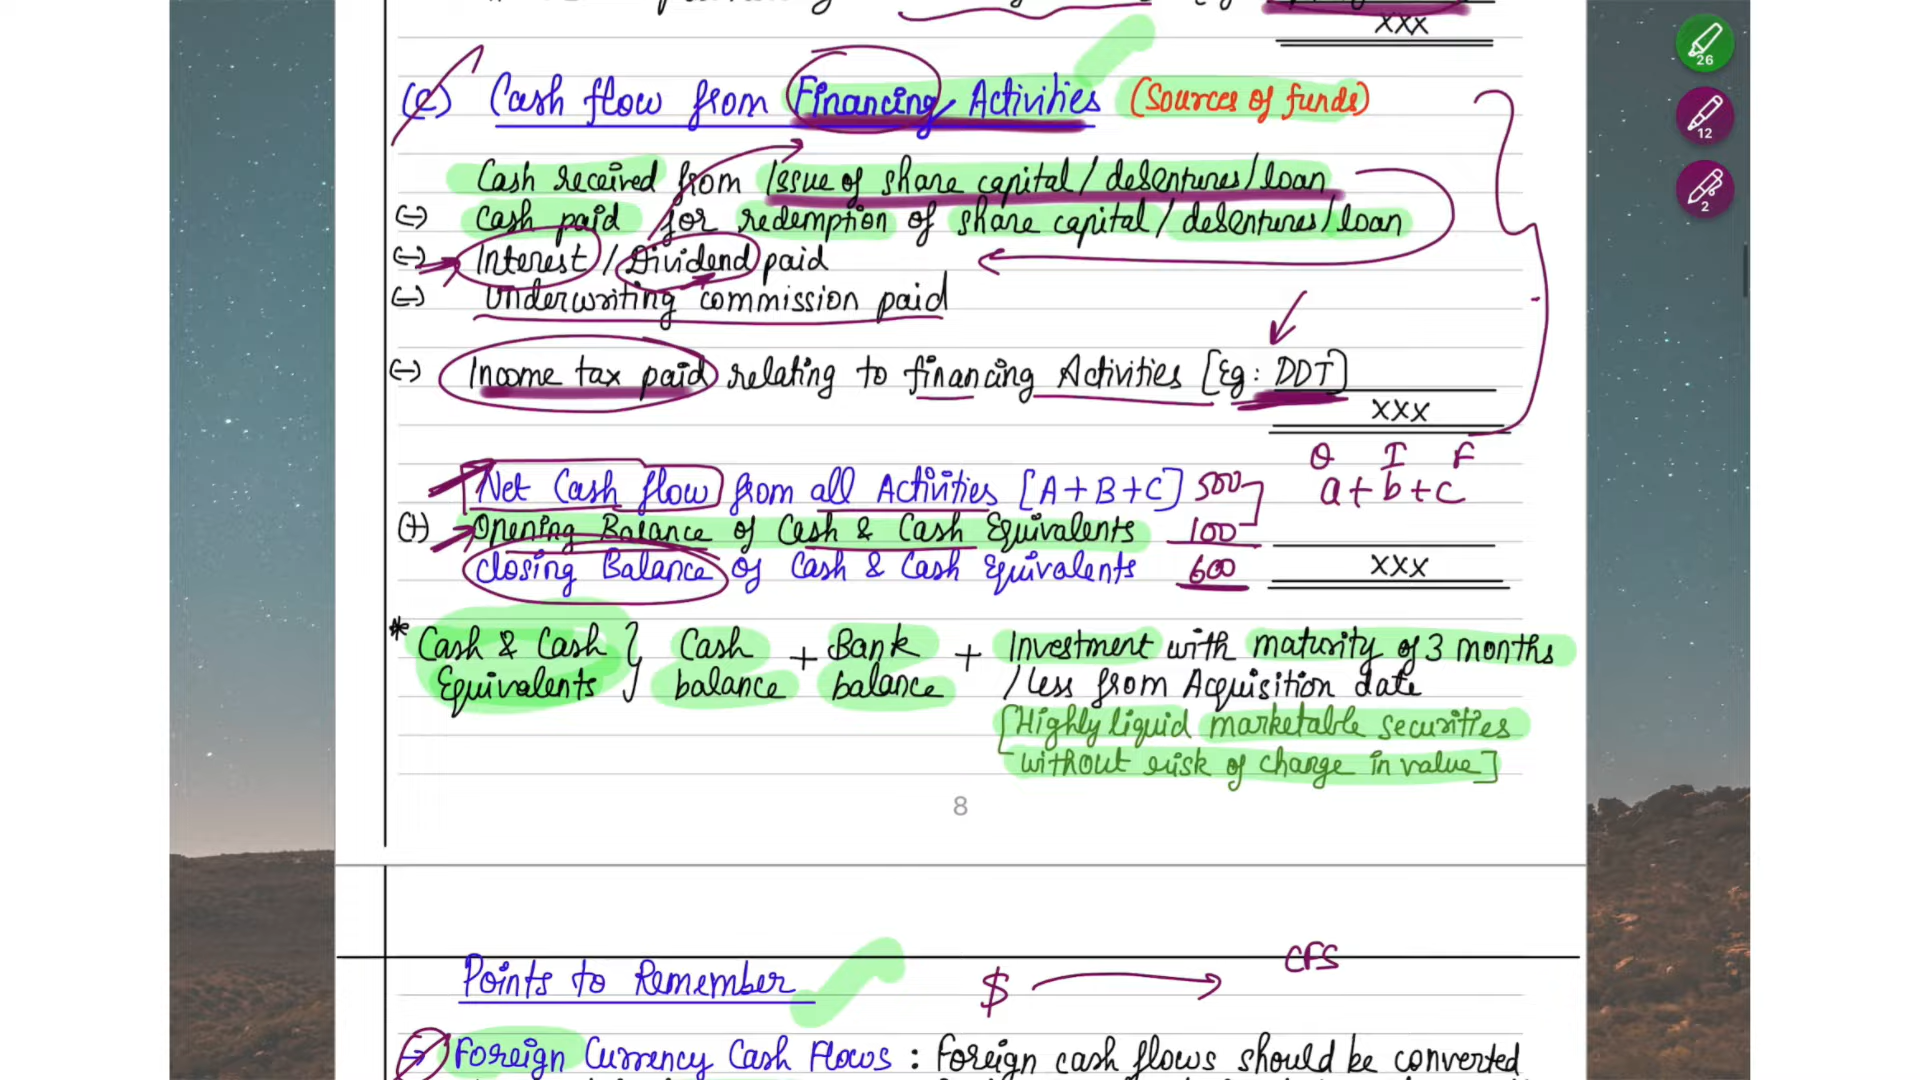 XXX
(C) Cash flow from Financing Activities (Sources of funds)
Cash received from Issue of share capital / debentures / loan
(-) Cash paid for redemption of share capital / debentures / loan
(-) Interest / Dividend paid
(-) Underwriting commission paid
(-) Income tax paid relating to financing Activities [Eg: DDT]
XXX
O I F
Net Cash flow from all Activities [A+B+C] 500 a+b+c
(+) Opening Balance of Cash & Cash Equivalents 100
Closing Balance of Cash & Cash Equivalents 600 XXX
* Cash & Cash Equivalents } Cash balance + Bank balance + Investment with maturity of 3 months
/less from Acquisition date
[Highly liquid marketable securities
without risk of change in value]
8
Points to Remember $ → CFS
→ Foreign Currency Cash Flows : Foreign cash flows should be converted
26
12
2